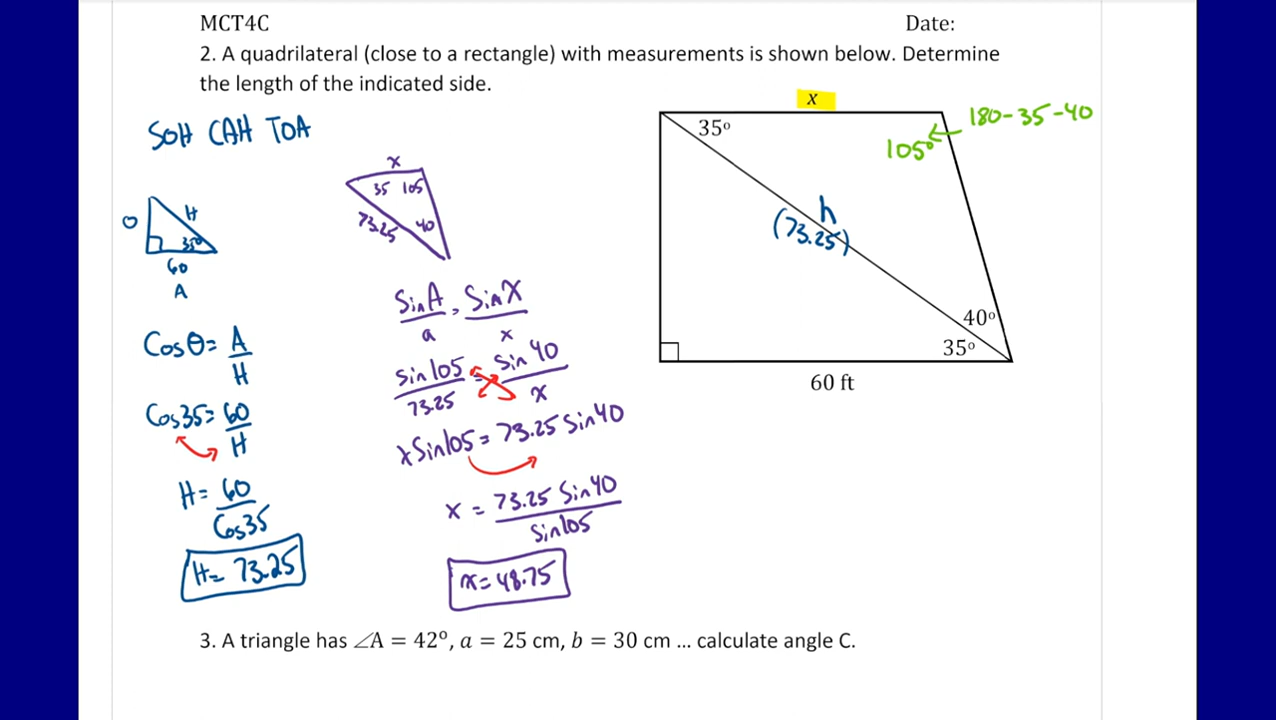 MCT4C Date:
2. A quadrilateral (close to a rectangle) with measurements is shown below. Determine
the length of the indicated side.
SOH CAH TOA
O H
35°
60
A
Cosθ = A/H
Cos35 = 60/H
H = 60/Cos35
H = 73.25
x
35 105
73.25 40
SinA/a = SinX/x
Sin105/73.25 = Sin40/x
xSin105 = 73.25 Sin40
x = 73.25 Sin40/Sin105
x = 48.75
x
35°
180-35-40
105°
h
(73.25)
40°
35°
60 ft
3. A triangle has ∠A = 42°, a = 25 cm, b = 30 cm ... calculate angle C.